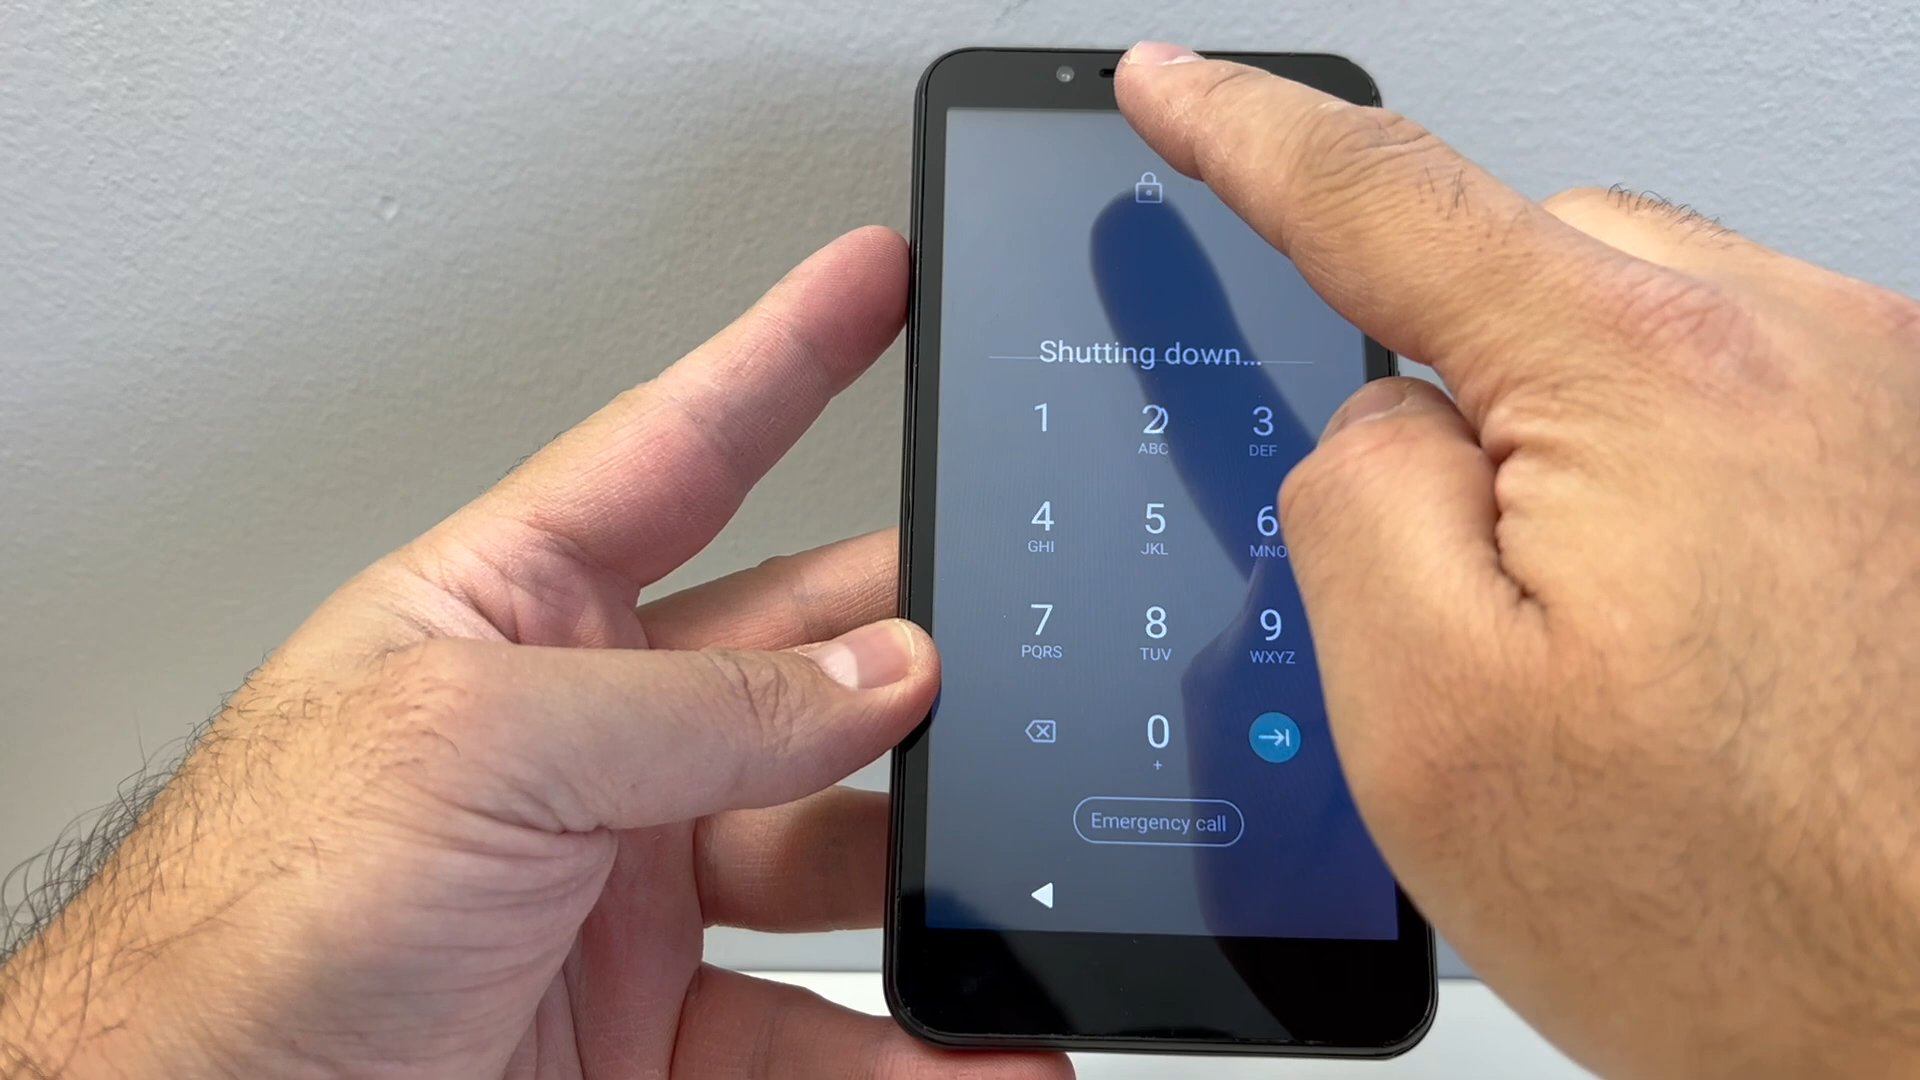 Shutting down...
1 2 3
ABC DEF
4 5 6
GHI JKL MNO
7 8 9
PQRS TUV WXYZ
0
+
Emergency call